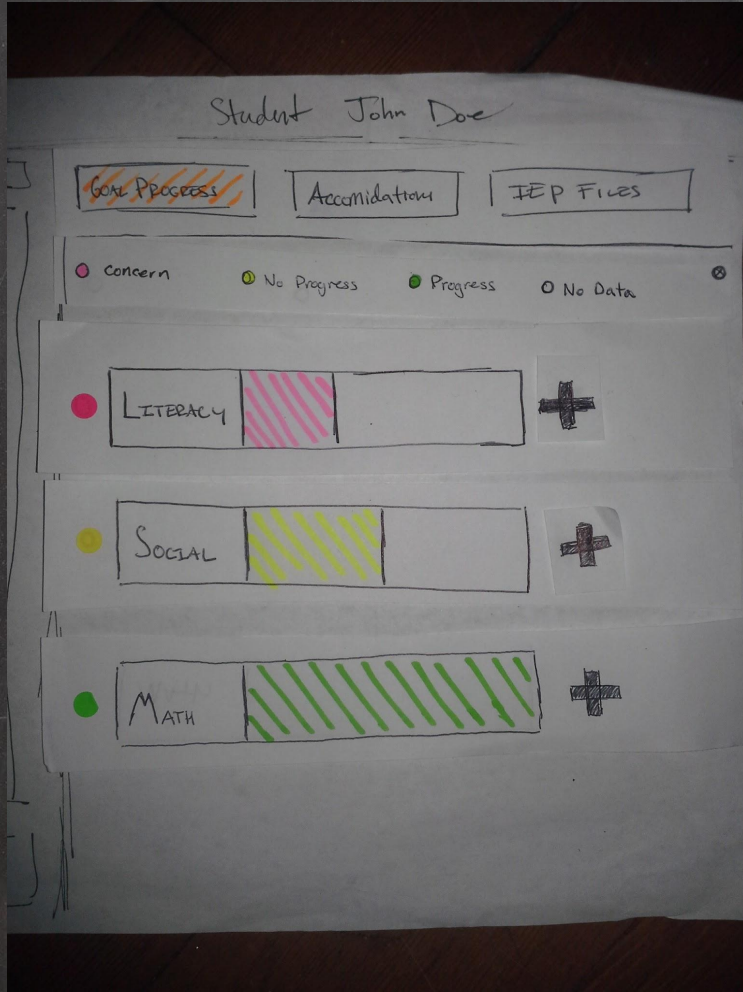 Student John Doe
GOAL PROGRESS
Accomidations
IEP FILES
Concern
No Progress
Progress
No Data
LITERACY
SOCIAL
MATH